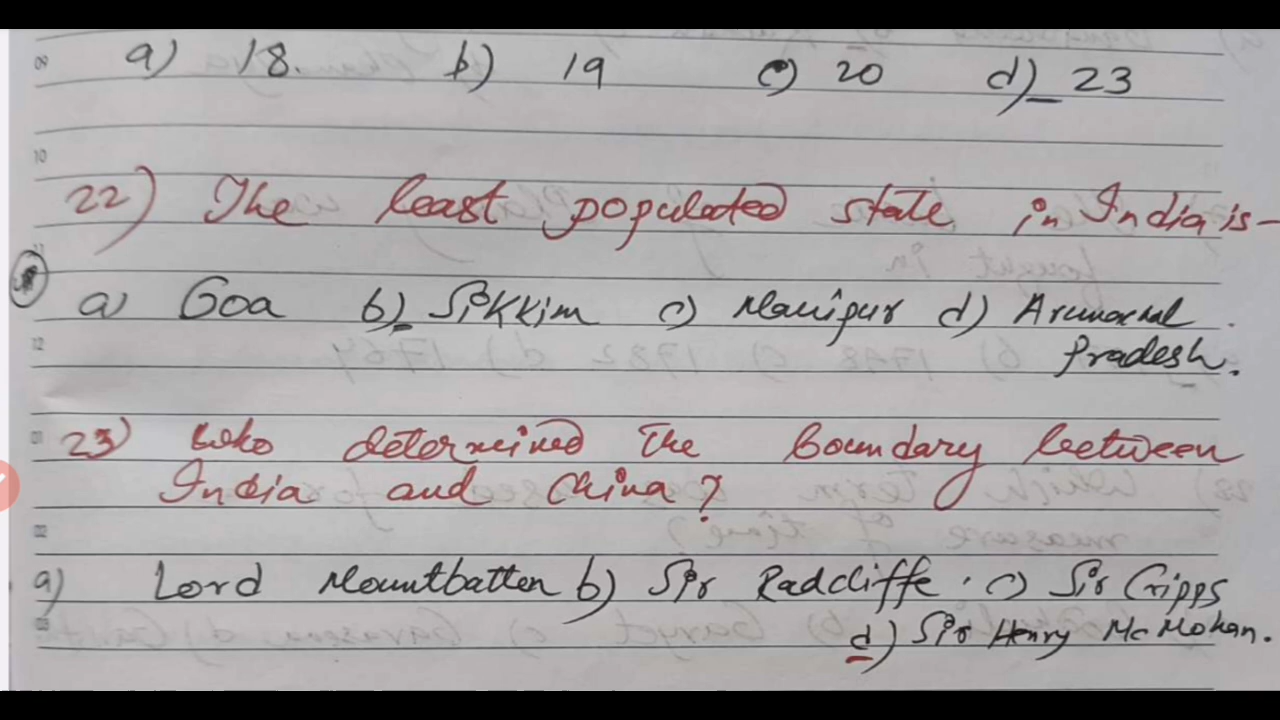 a) 18. b) 19 c) 20 d) 23
22) The least populated state in India is-
a) Goa b) Sikkim c) Manipur d) Arunachal
Pradesh.
23) Who determined the boundary between
India and China?
a) Lord Mountbatten b) Sir Radcliffe. c) Sir Cripps
d) Sir Henry McMohan.